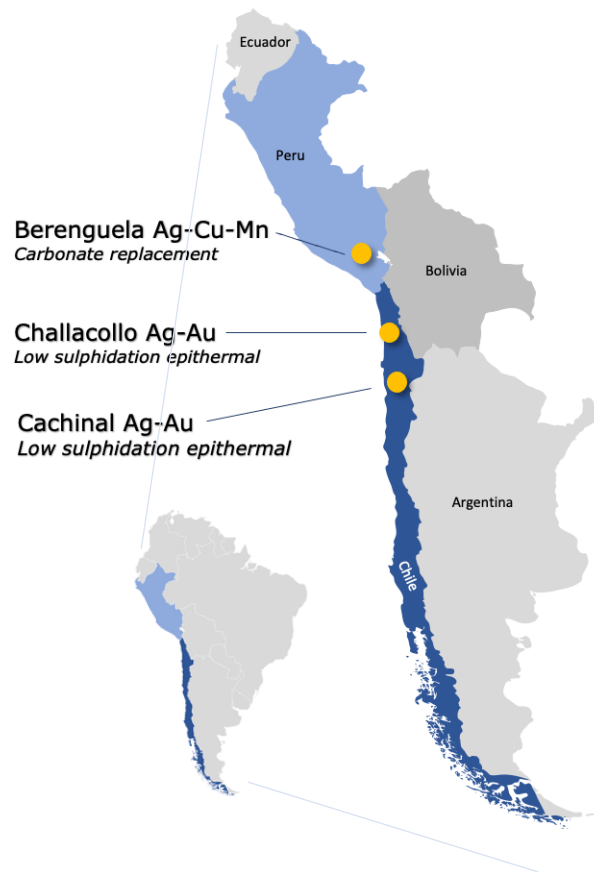 Ecuador
Peru
Berenguela Ag-Cu-Mn
Carbonate replacement
Bolivia
Challacollo Ag-Au
Low sulphidation epithermal
Cachinal Ag-Au
Low sulphidation epithermal
Argentina
Chile